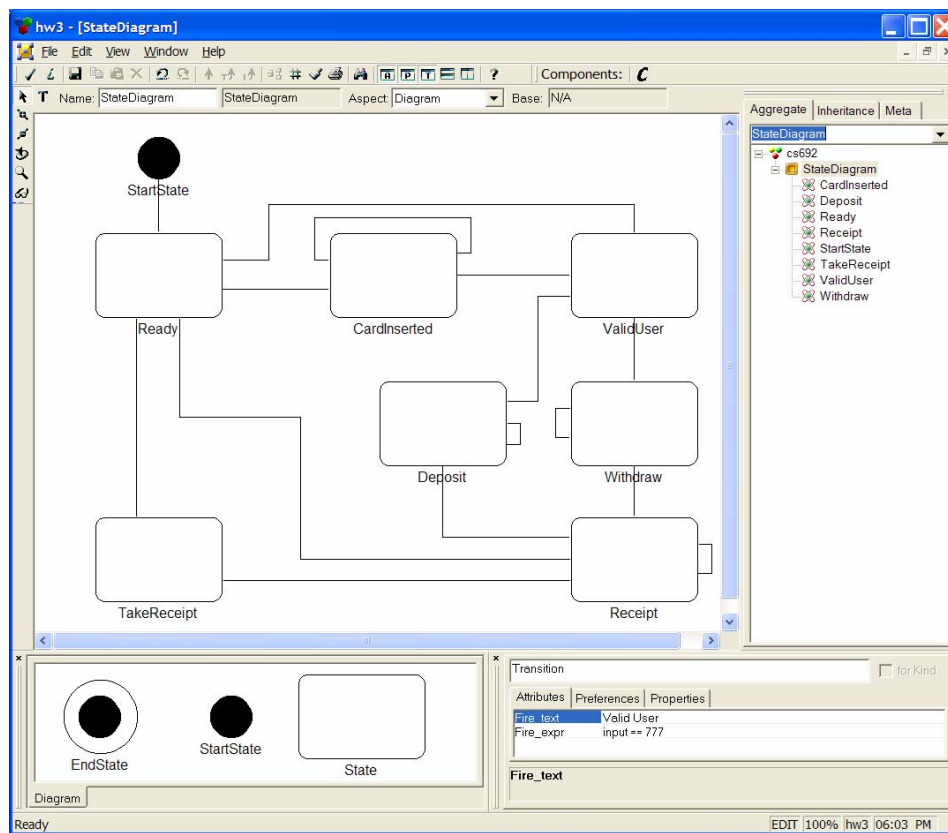 hw3 - [StateDiagram]
File Edit View Window Help
Components: C
T Name: StateDiagram StateDiagram Aspect: Diagram Base: N/A
Aggregate Inheritance Meta
StateDiagram
cs692
StateDiagram
CardInserted
Deposit
Ready
Receipt
StartState
TakeReceipt
ValidUser
Withdraw
StartState
Ready
CardInserted
ValidUser
Deposit
Withdraw
TakeReceipt
Receipt
EndState
StartState
State
Diagram
Transition
for Kind
Attributes Preferences Properties
Fire_text Valid User
Fire_expr input == 777
Fire_text
Ready
EDIT 100% hw3 06:03 PM